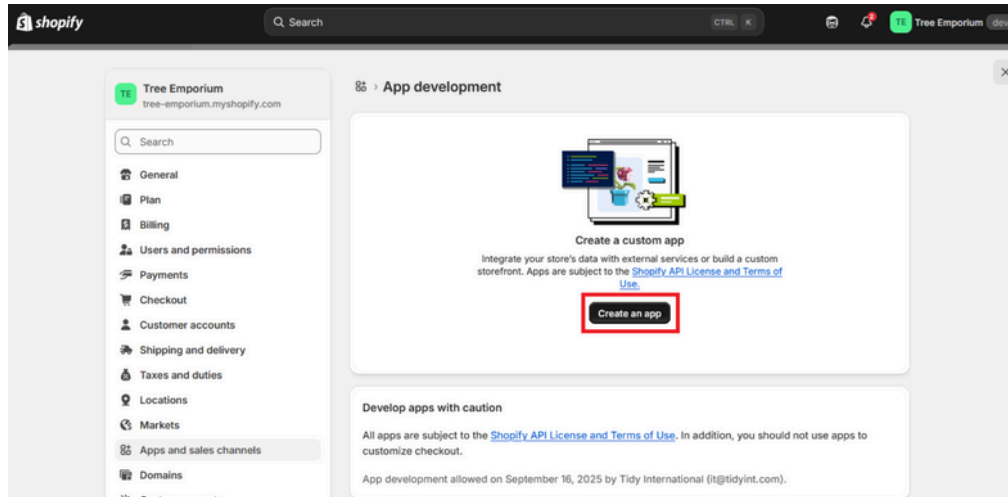 shopify
Search
CTRL K
2
TE
Tree Emporium
dev
TE
Tree Emporium
tree-emporium.myshopify.com
Search
General
Plan
Billing
Users and permissions
Payments
Checkout
Customer accounts
Shipping and delivery
Taxes and duties
Locations
Markets
Apps and sales channels
Domains
App development
Create a custom app
Integrate your store's data with external services or build a custom
storefront. Apps are subject to the Shopify API License and Terms of
Use.
Create an app
Develop apps with caution
All apps are subject to the Shopify API License and Terms of Use. In addition, you should not use apps to
customize checkout.
App development allowed on September 16, 2025 by Tidy International (it@tidyint.com).